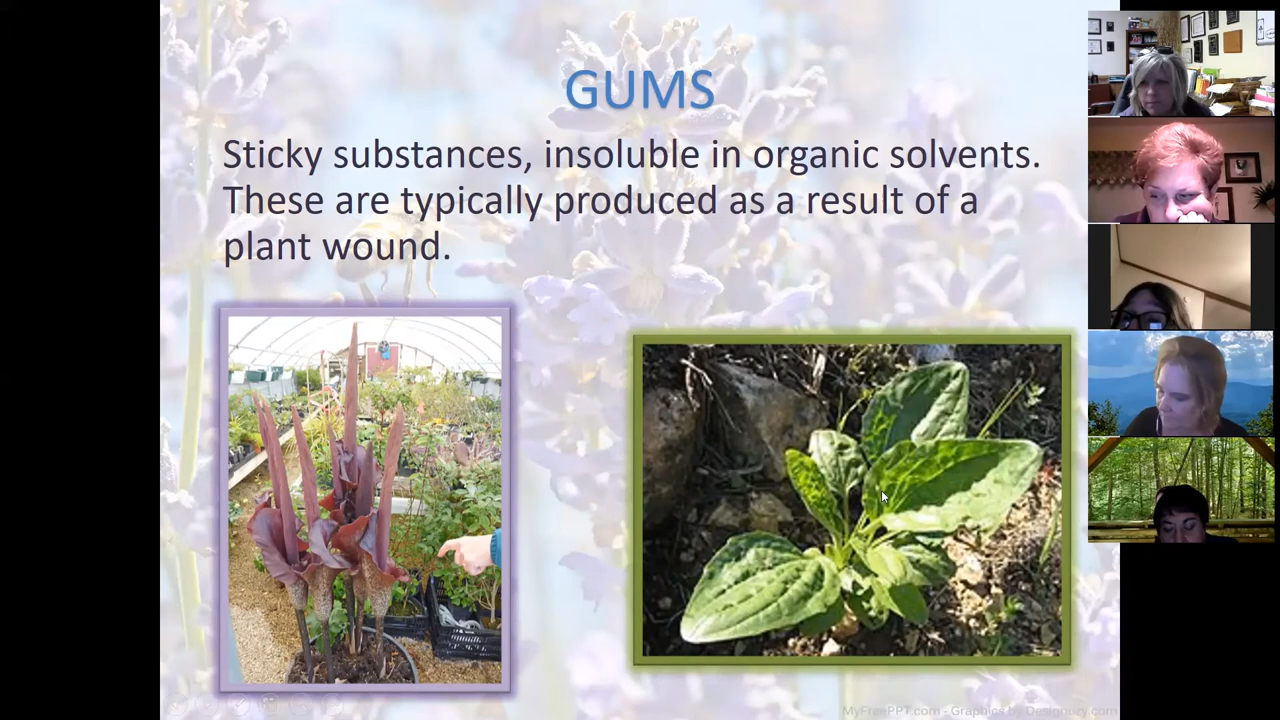 GUMS
Sticky substances, insoluble in organic solvents.
These are typically produced as a result of a
plant wound.
MyFreePPT.com - Graphics by Designozy.com